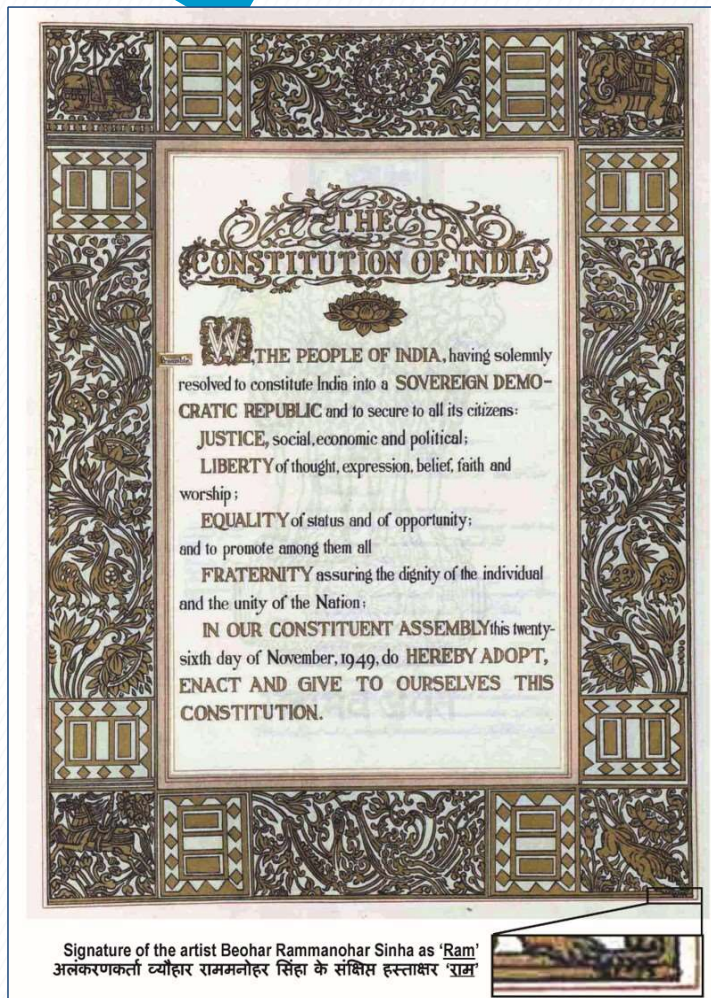 THE
CONSTITUTION OF INDIA
WE, THE PEOPLE OF INDIA, having solemnly
resolved to constitute India into a SOVEREIGN DEMO-
CRATIC REPUBLIC and to secure to all its citizens:
JUSTICE, social, economic and political;
LIBERTY of thought, expression, belief, faith and
worship;
EQUALITY of status and of opportunity;
and to promote among them all
FRATERNITY assuring the dignity of the individual
and the unity of the Nation;
IN OUR CONSTITUENT ASSEMBLY this twenty-
sixth day of November, 1949, do HEREBY ADOPT,
ENACT AND GIVE TO OURSELVES THIS
CONSTITUTION.
Signature of the artist Beohar Rammanohar Sinha as ‘Ram’
अलंकरणकर्ता ब्यौहार राममनोहर सिंहा के संक्षिप्त हस्ताक्षर ‘राम’